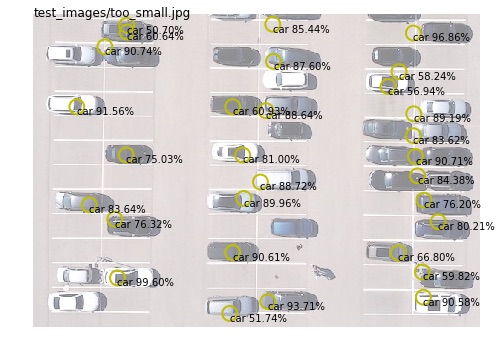 test_images/too_small.jpg
car 50.70%
car 60.64%
car 90.74%
car 91.56%
car 75.03%
car 83.64%
car 76.32%
car 99.60%
car 85.44%
car 87.60%
car 60.93%
car 88.64%
car 81.00%
car 88.72%
car 89.96%
car 90.61%
car 93.71%
car 51.74%
car 96.86%
car 58.24%
car 56.94%
car 89.19%
car 83.62%
car 90.71%
car 84.38%
car 76.20%
car 80.21%
car 66.80%
car 59.82%
car 90.58%